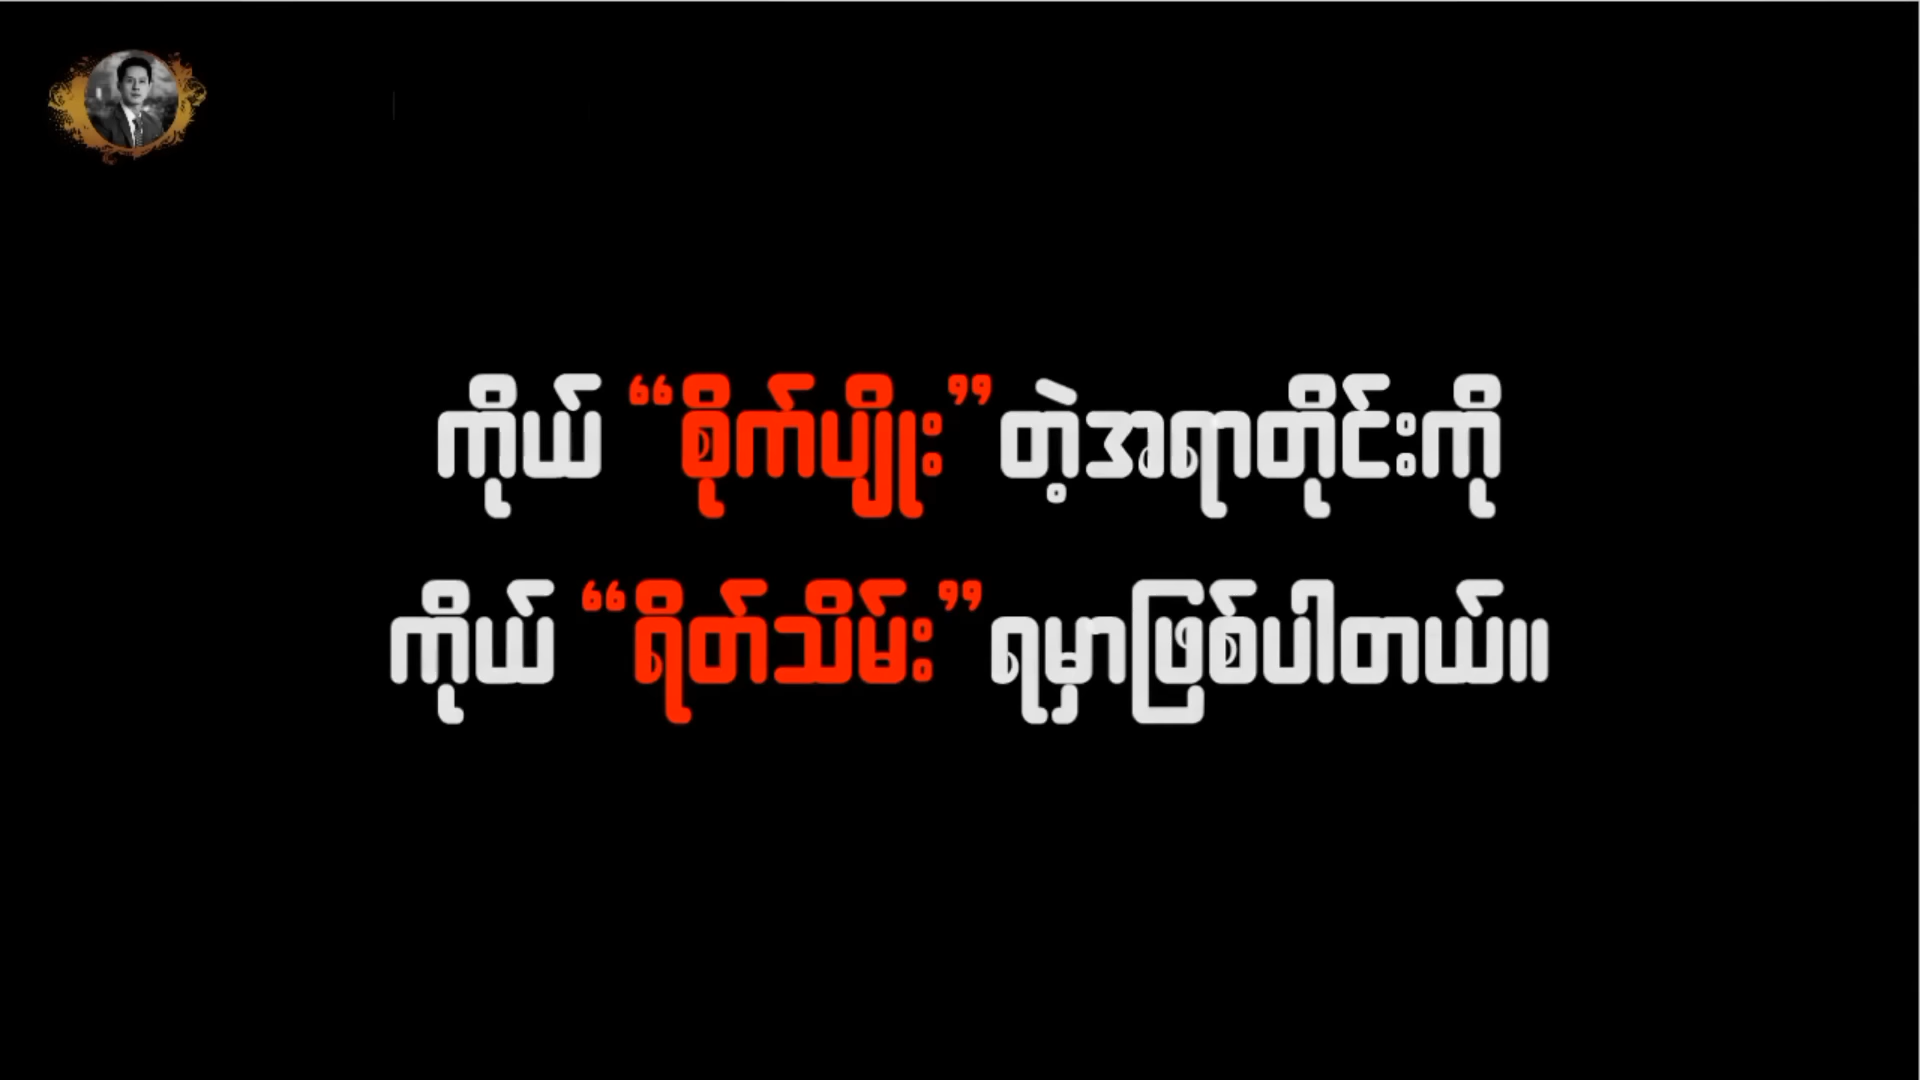 ကိုယ် “စိုက်ပျိုး”တဲ့အရာတိုင်းကို
ကိုယ် “ရိတ်သိမ်း”ရမှာဖြစ်ပါတယ်။